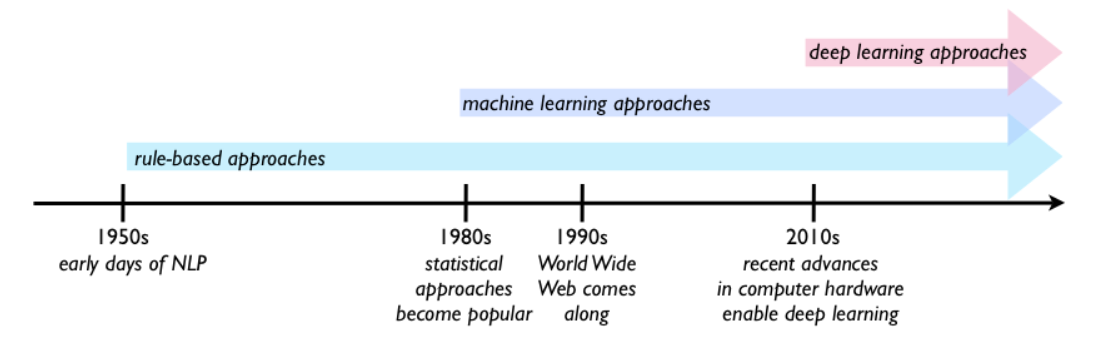 deep learning approaches
machine learning approaches
rule-based approaches
1950s
early days of NLP
1980s
statistical
approaches
become popular
1990s
World Wide
Web comes
along
2010s
recent advances
in computer hardware
enable deep learning